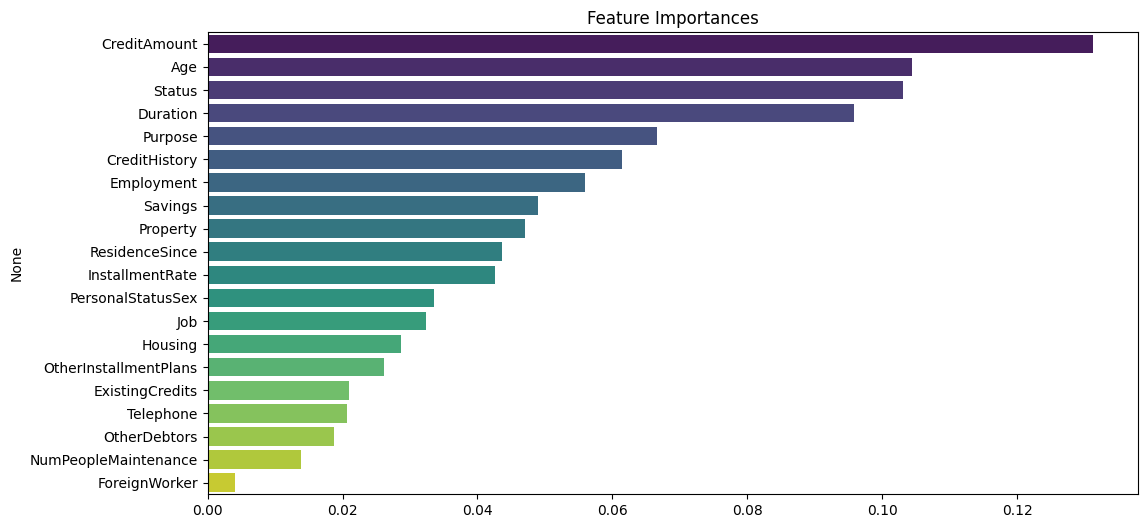 Feature Importances
CreditAmount
Age
Status
Duration
Purpose
CreditHistory
Employment
Savings
Property
ResidenceSince
InstallmentRate
PersonalStatusSex
Job
Housing
OtherInstallmentPlans
ExistingCredits
Telephone
OtherDebtors
NumPeopleMaintenance
ForeignWorker
None
0.00 0.02 0.04 0.06 0.08 0.10 0.12